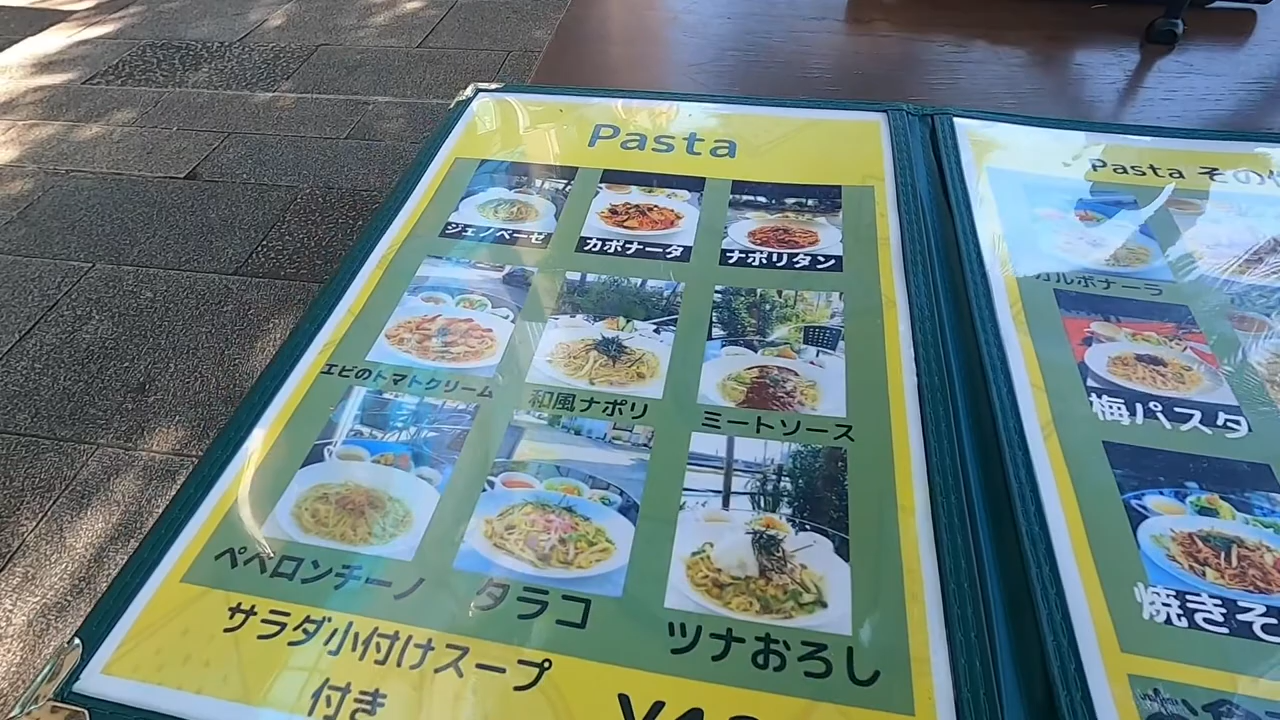 Pasta
ジェノベーゼ
カポナータ
ナポリタン
エビのトマトクリーム
和風ナポリ
ミートソース
ペペロンチーノ
タラコ
ツナおろし
サラダ小付けスープ
付き
Pasta その
カルボナーラ
梅パスタ
焼きそ